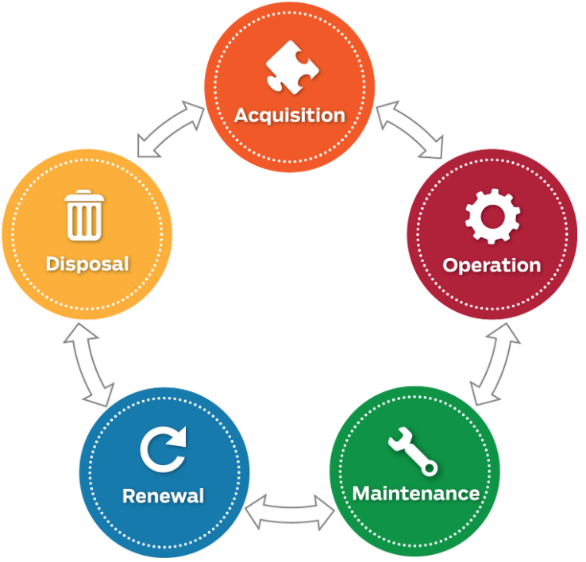 Acquisition
Operation
Maintenance
Renewal
Disposal